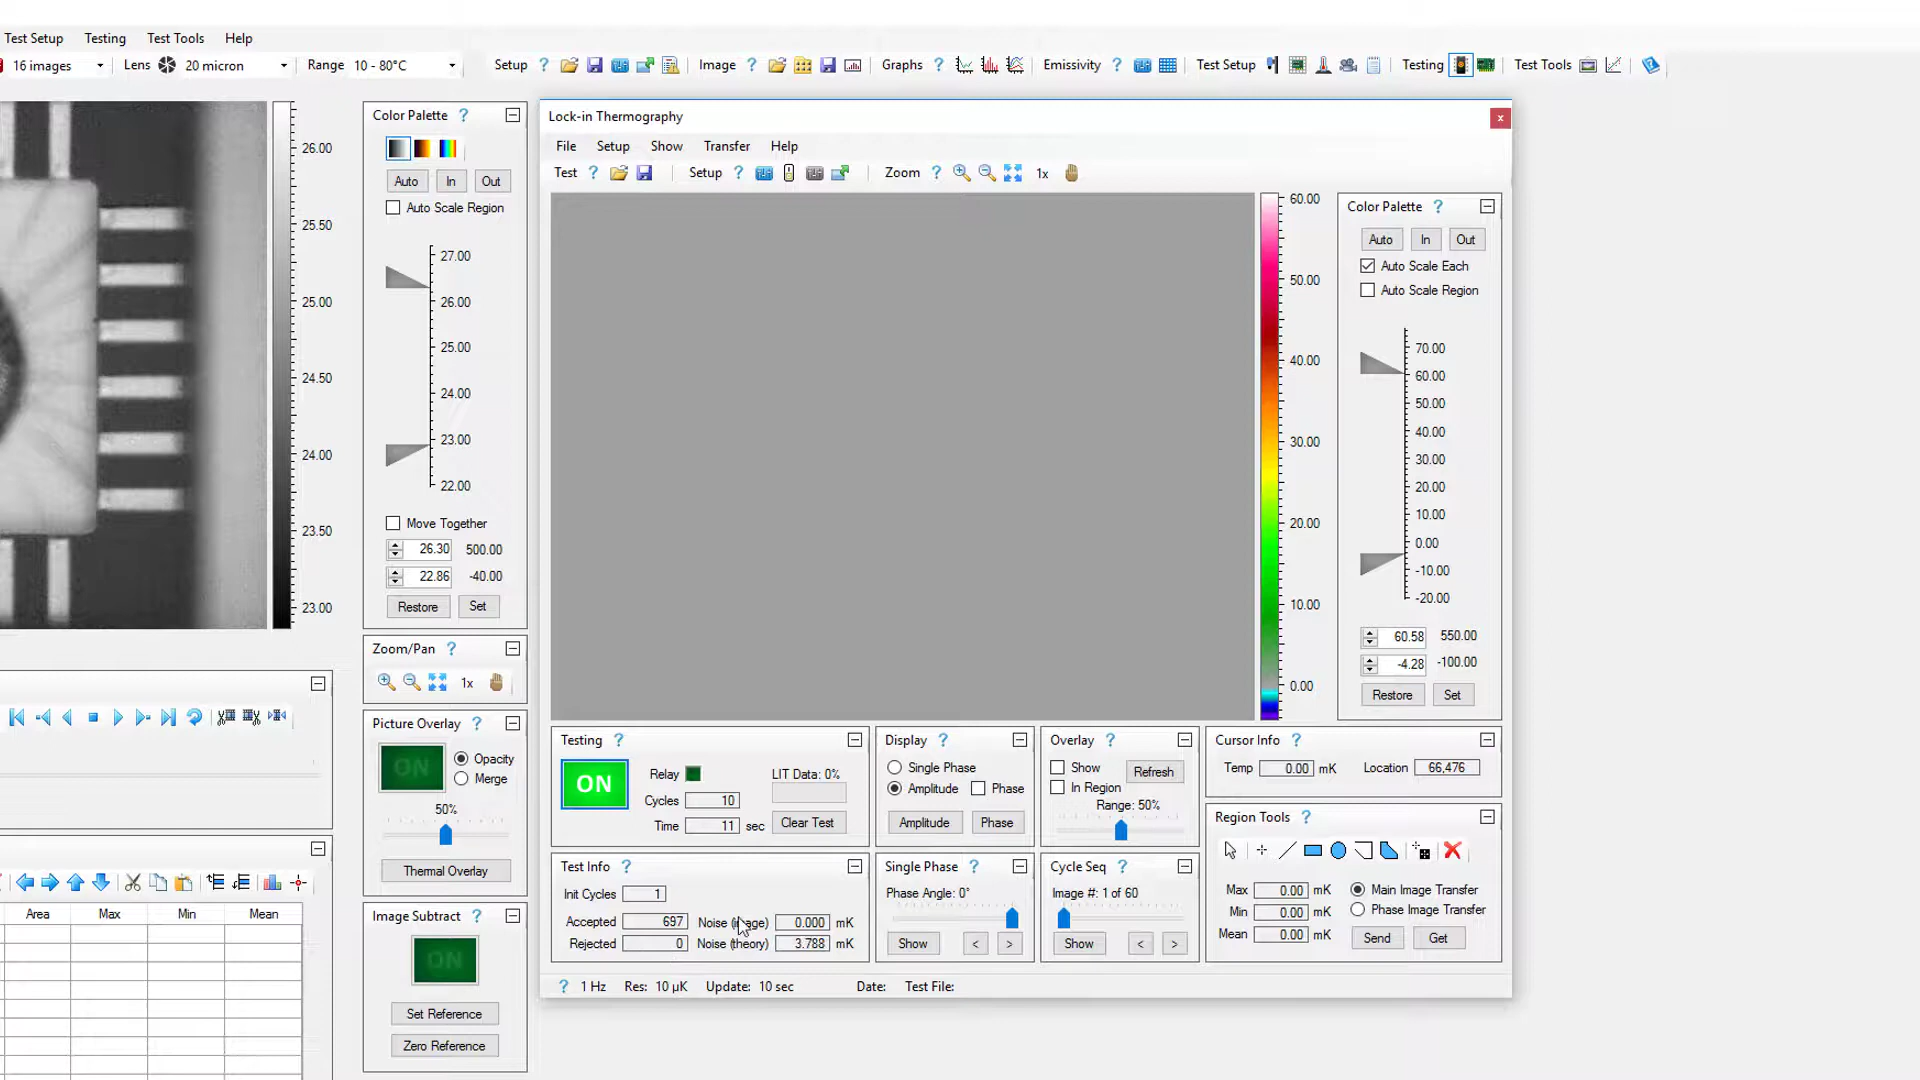 Test Setup Testing Test Tools Help
16 images Lens 20 micron Range 10 - 80°C Setup ? Image ? Graphs ? Emissivity ? Test Setup Testing Test Tools
26.00
25.50
25.00
24.50
24.00
23.50
23.00
Color Palette ?
Auto In Out
Auto Scale Region
27.00
26.00
25.00
24.00
23.00
22.00
Move Together
26.30 500.00
22.86 -40.00
Restore Set
Zoom/Pan ?
1x
Picture Overlay ?
ON Opacity
Merge
50%
Thermal Overlay
Image Subtract ?
ON
Set Reference
Zero Reference
Area Max Min Mean
Lock-in Thermography x
File Setup Show Transfer Help
Test ? Setup ? Zoom ? 1x
60.00
50.00
40.00
30.00
20.00
10.00
0.00
Color Palette ?
Auto In Out
Auto Scale Each
Auto Scale Region
70.00
60.00
50.00
40.00
30.00
20.00
10.00
0.00
-10.00
-20.00
60.58 550.00
-4.28 -100.00
Restore Set
Testing ?
ON
Relay LIT Data: 0%
Cycles 10
Time 11 sec Clear Test
Display ?
Single Phase
Amplitude Phase
Amplitude Phase
Overlay ?
Show Refresh
In Region
Range: 50%
Cursor Info ?
Temp 0.00 mK Location 66,476
Test Info ?
Init Cycles 1
Accepted 697 Noise (image) 0.000 mK
Rejected 0 Noise (theory) 3.788 mK
Single Phase ?
Phase Angle: 0°
Show < >
Cycle Seq ?
Image #: 1 of 60
Show < >
Region Tools ?
Max 0.00 mK Main Image Transfer
Min 0.00 mK Phase Image Transfer
Mean 0.00 mK Send Get
? 1 Hz Res: 10 µK Update: 10 sec Date: Test File: